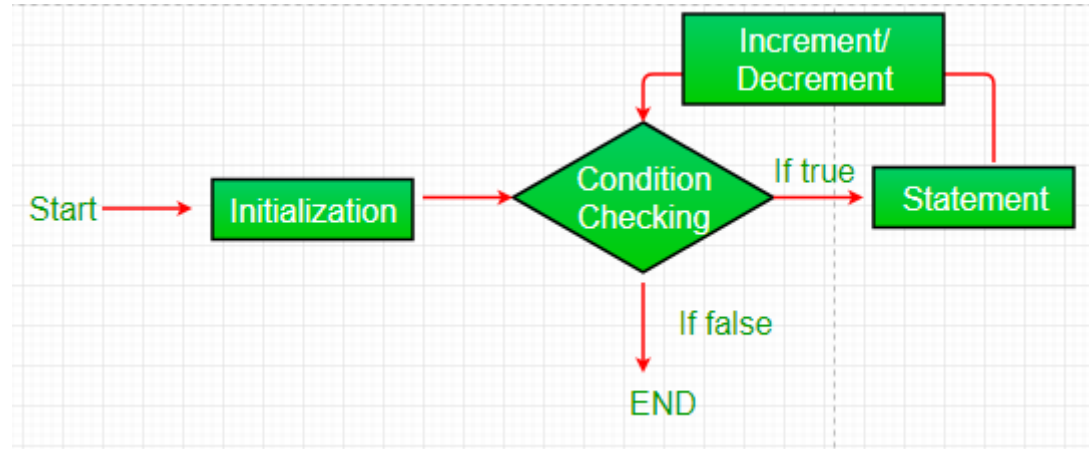 Start
Initialization
Condition
Checking
If true
Statement
Increment/
Decrement
If false
END